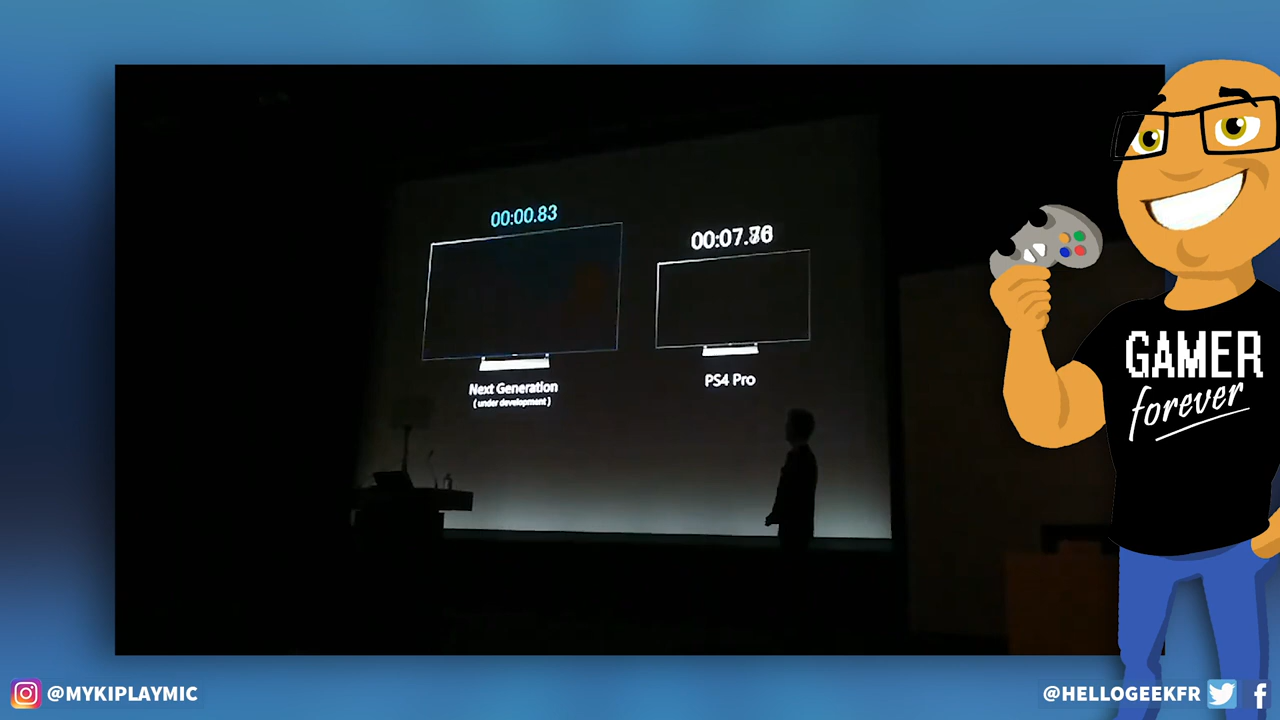 00:00.83
Next Generation
( under development )
00:07.
PS4 Pro
GAMER
forever
@MYKIPLAYMIC
@HELLOGEEKFR